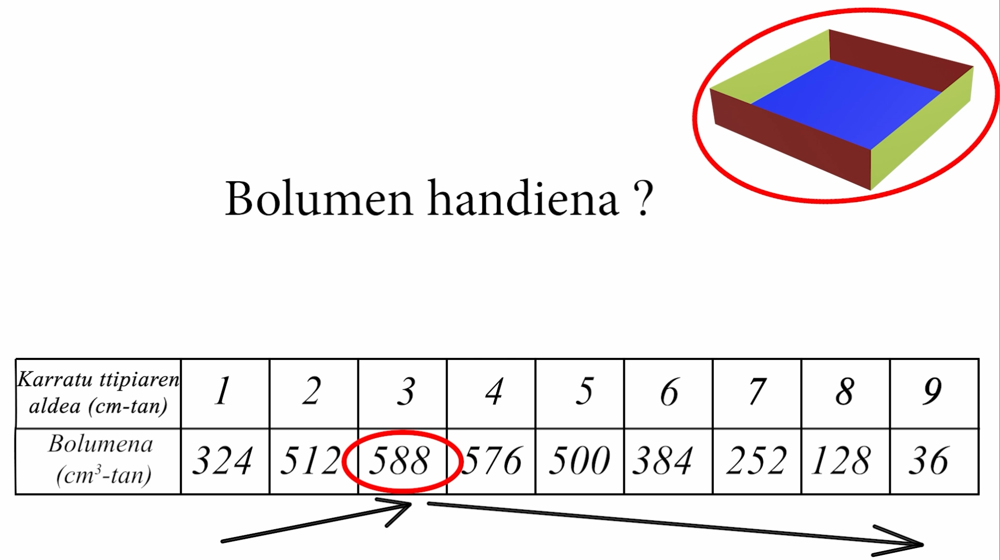 Bolumen handiena ?
Karratu ttipiaren
aldea (cm-tan) 1 2 3 4 5 6 7 8 9
Bolumena
(cm³-tan) 324 512 588 576 500 384 252 128 36